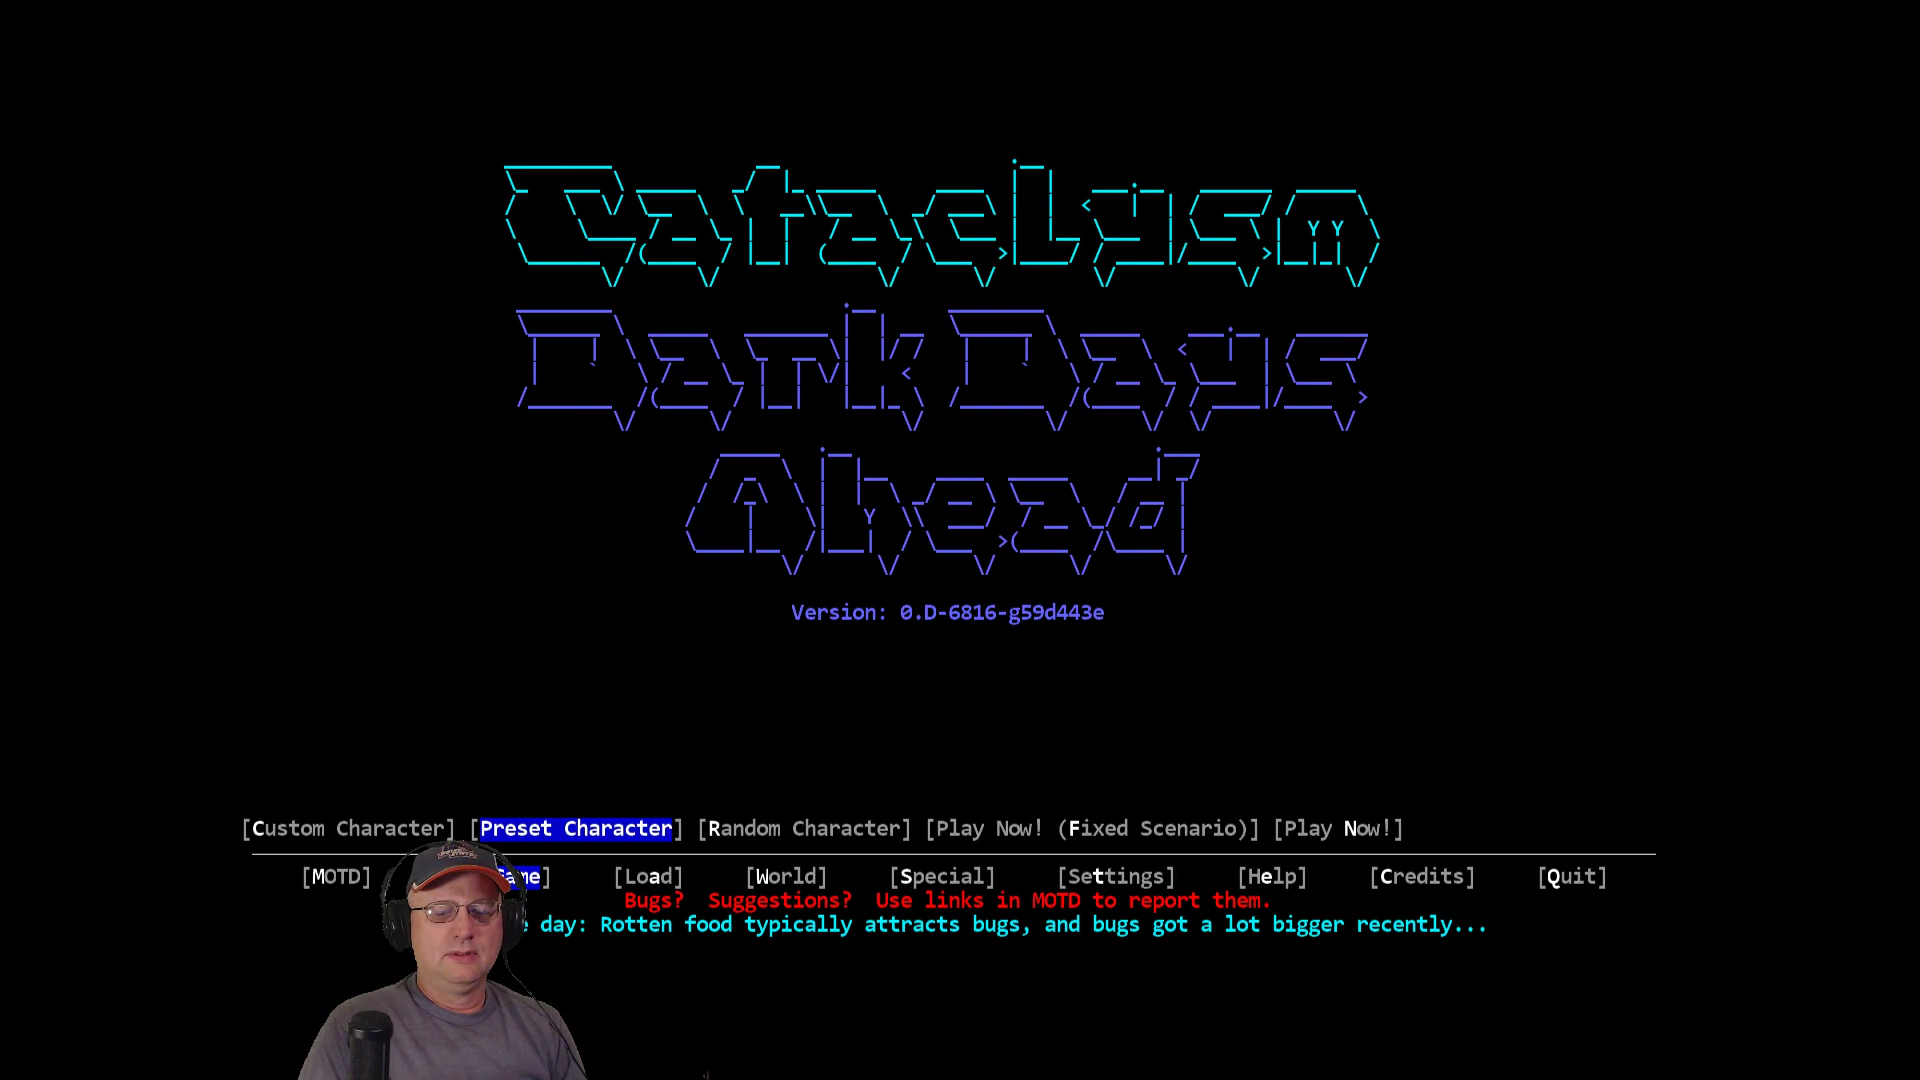 Cataclysm
Dark Days
Ahead
Version: 0.D-6816-g59d443e
[Custom Character] [Preset Character] [Random Character] [Play Now! (Fixed Scenario)] [Play Now!]
[MOTD] Game] [Load] [World] [Special] [Settings] [Help] [Credits] [Quit]
Bugs? Suggestions? Use links in MOTD to report them.
day: Rotten food typically attracts bugs, and bugs got a lot bigger recently...